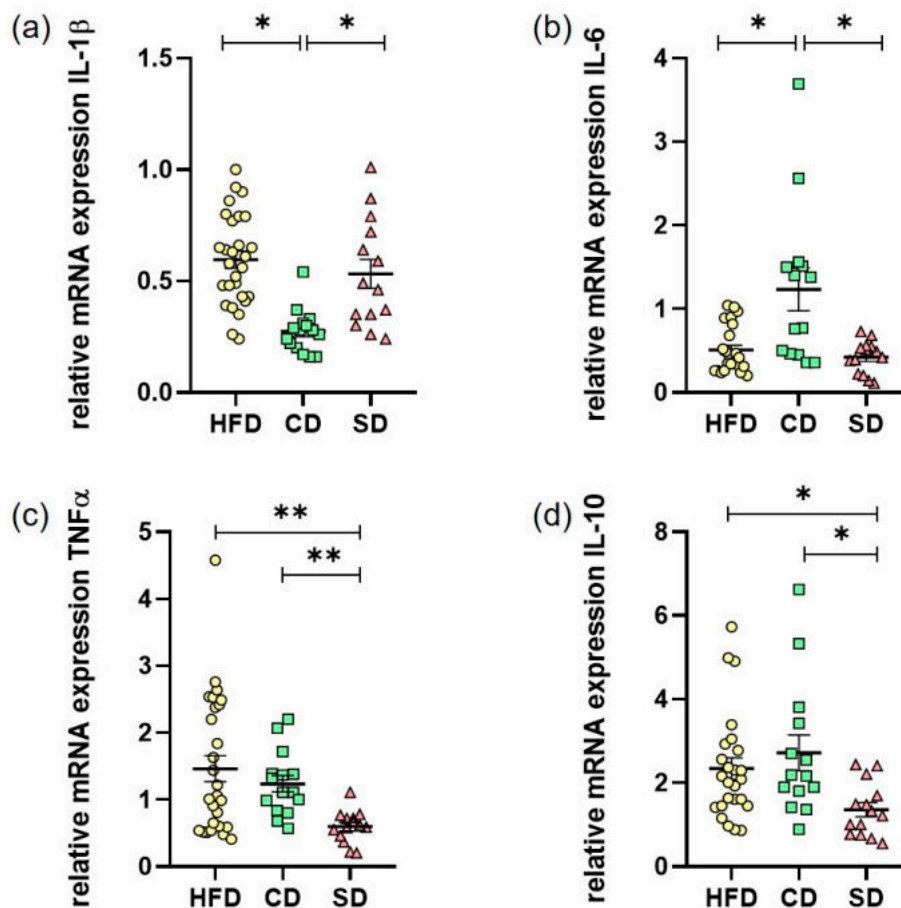 (a)
relative mRNA expression IL-1β
* *
1.5
1.0
0.5
0.0
HFD CD SD
(b)
relative mRNA expression IL-6
* *
4
3
2
1
0
HFD CD SD
(c)
relative mRNA expression TNFα
**
**
5
4
3
2
1
0
HFD CD SD
(d)
relative mRNA expression IL-10
*
*
8
6
4
2
0
HFD CD SD